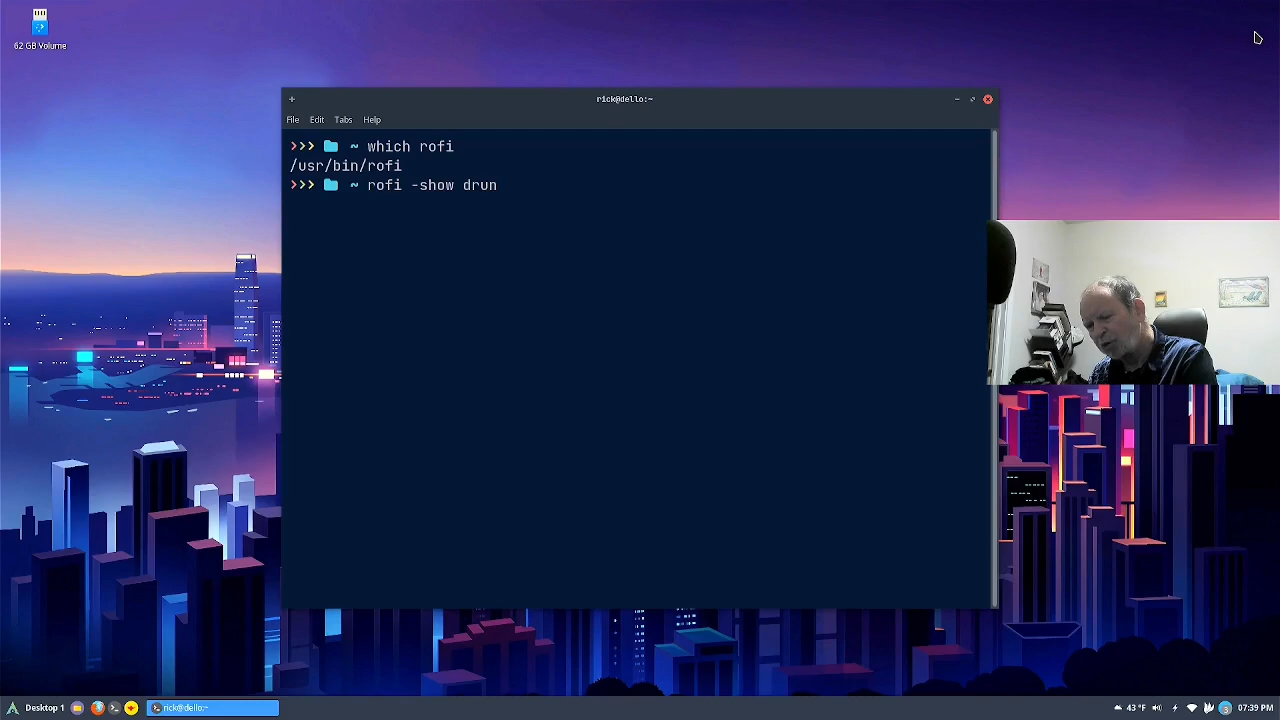 62 GB Volume
+ rick@dello:~
File Edit Tabs Help
>>> ~ which rofi
/usr/bin/rofi
>>> ~ rofi -show drun
Desktop 1 rick@dello:~ 43°F 3 07:39 PM